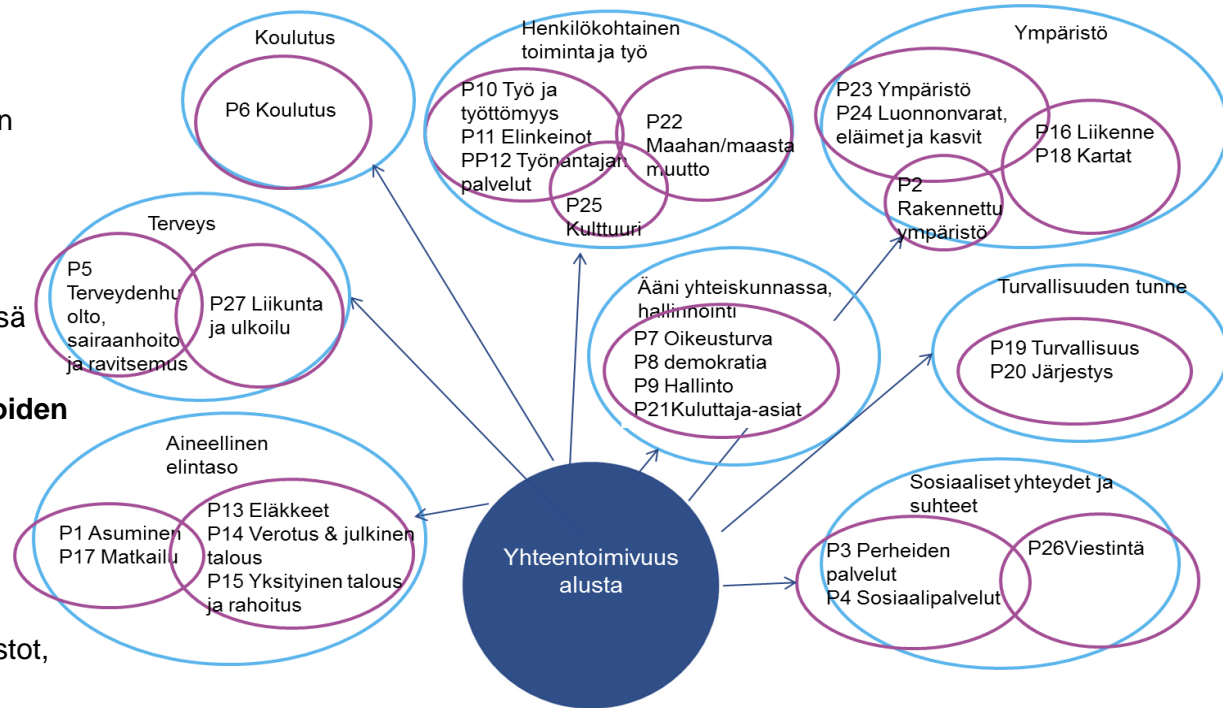 n
sä
oiden
stot,
Koulutus
P6 Koulutus
Henkilökohtainen
toiminta ja työ
P10 Työ ja
työttömyys
P11 Elinkeinot
PP12 Työnantajan
palvelut
P22
Maahan/maasta
muutto
P25
Kulttuuri
Ympäristö
P23 Ympäristö
P24 Luonnonvarat,
eläimet ja kasvit
P16 Liikenne
P18 Kartat
P2
Rakennettu
ympäristö
Terveys
P5
Terveydenhu
olto,
sairaanhoito
ja ravitsemus
P27 Liikunta
ja ulkoilu
Ääni yhteiskunnassa,
hallinnointi
P7 Oikeusturva
P8 demokratia
P9 Hallinto
P21Kuluttaja-asiat
Turvallisuuden tunne
P19 Turvallisuus
P20 Järjestys
Aineellinen
elintaso
P1 Asuminen
P17 Matkailu
P13 Eläkkeet
P14 Verotus & julkinen
talous
P15 Yksityinen talous
ja rahoitus
Yhteentoimivuus
alusta
Sosiaaliset yhteydet ja
suhteet
P3 Perheiden
palvelut
P4 Sosiaalipalvelut
P26Viestintä